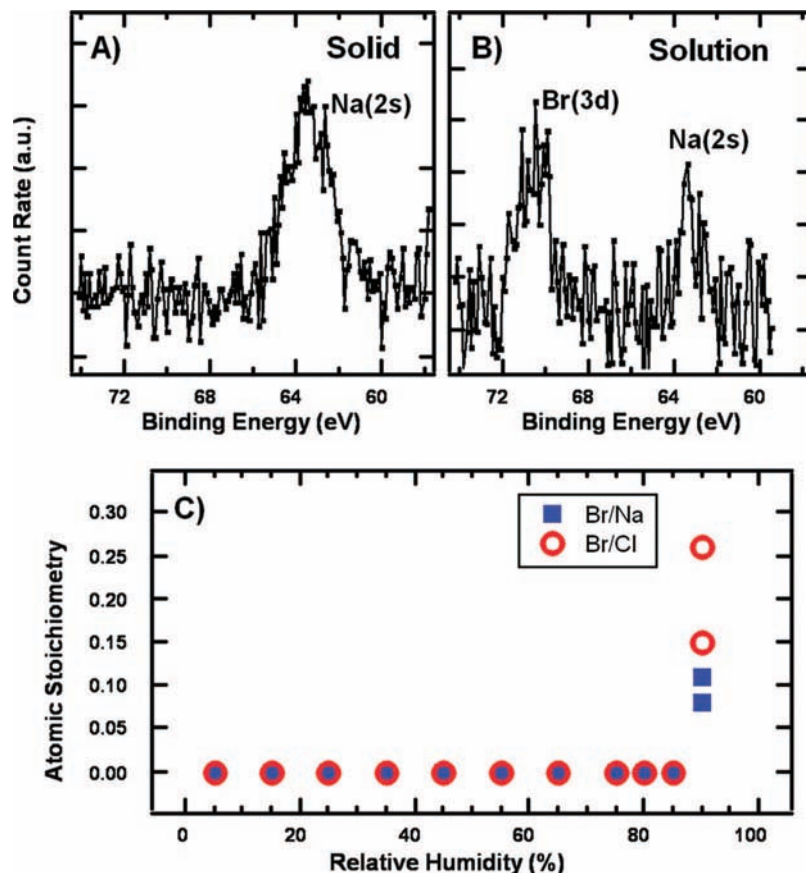 A) Solid
Na(2s)
Count Rate (a.u.)
72 68 64 60
Binding Energy (eV)
B) Solution
Br(3d)
Na(2s)
72 68 64 60
Binding Energy (eV)
C)
Br/Na
Br/Cl
Atomic Stoichiometry
0.30
0.25
0.20
0.15
0.10
0.05
0.00
0 20 40 60 80 100
Relative Humidity (%)